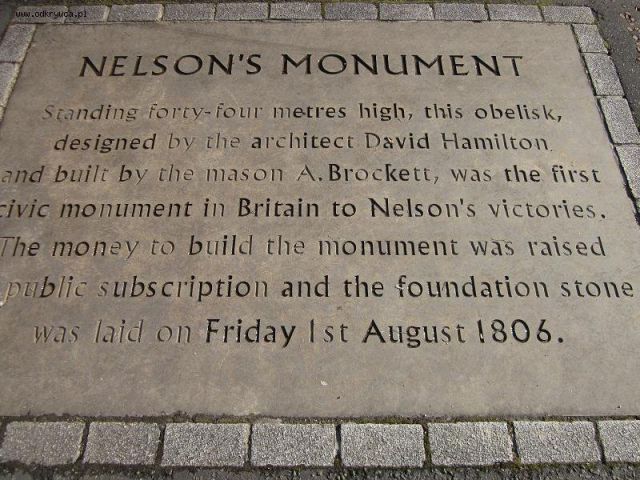 www.odkryjuca.pl
NELSON'S MONUMENT
Standing forty-four metres high, this obelisk,
designed by the architect David Hamilton
and built by the mason A. Brockett, was the first
civic monument in Britain to Nelson's victories.
The money to build the monument was raised
public subscription and the foundation stone
was laid on Friday 1st August 1806.